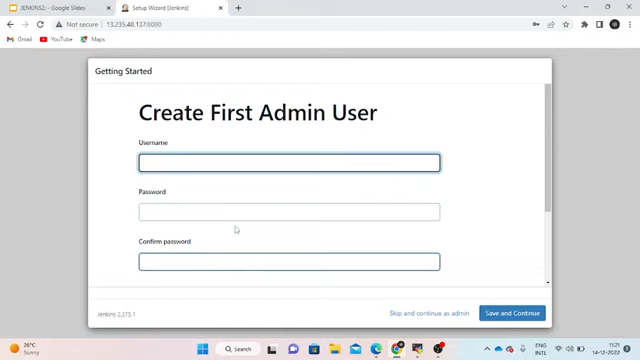 JENKINS2: - Google Slides
Setup Wizard [Jenkins]
Not secure
13.235.48.137:8080
Gmail
YouTube
Maps
Getting Started
Create First Admin User
Username
Password
Confirm password
Jenkins 2.375.1
Skip and continue as admin
Save and Continue
26°C
Sunny
Search
ENG
INTL
11:25
14-12-2022